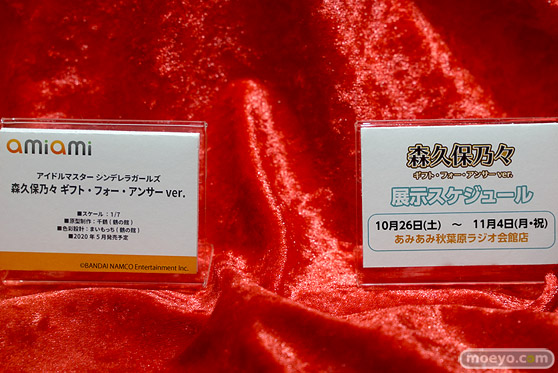 amiami
アイドルマスター シンデレラガールズ
森久保乃々 ギフト・フォー・アンサー ver.
■スケール：1/7
■原型制作：千鶴（鶴の館）
■色彩設計：まいもっち（鶴の館）
■2020年5月発売予定
©BANDAI NAMCO Entertainment Inc.
森久保乃々
ギフト・フォー・アンサーver.
展示スケジュール
10月26日(土) ～ 11月4日(月・祝)
あみあみ秋葉原ラジオ会館店
moeyo.com